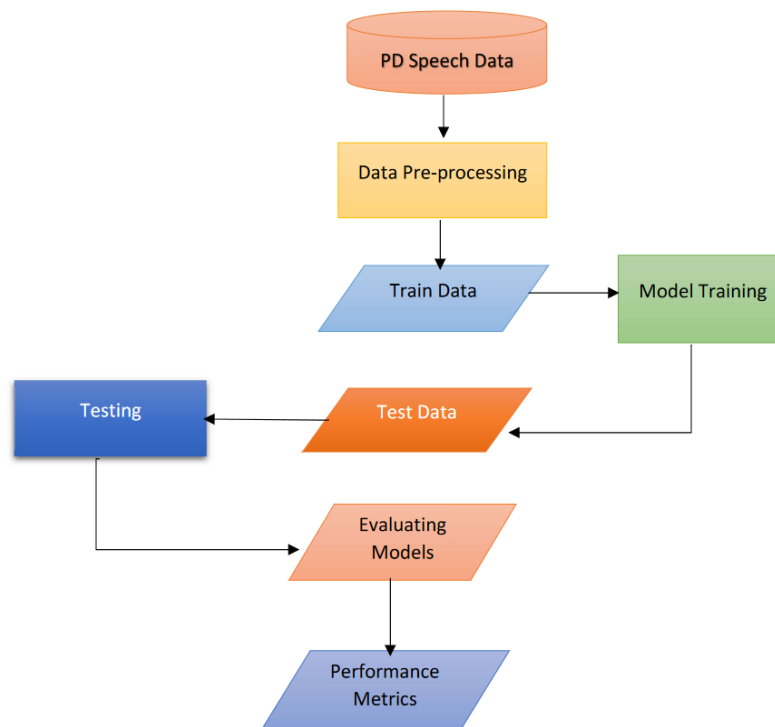 PD Speech Data
Data Pre-processing
Train Data
Model Training
Test Data
Testing
Evaluating
Models
Performance
Metrics